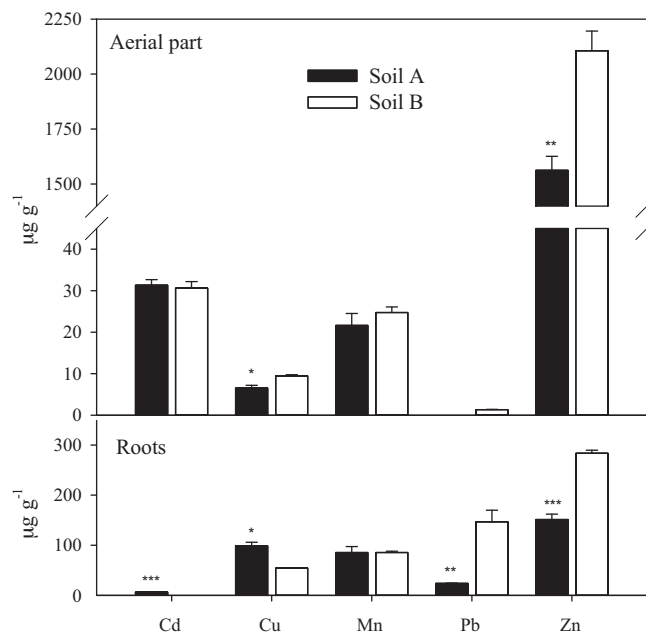 Aerial part
Soil A
Soil B
2250
2000
1750
1500
**
µg g-1
40
30
20
10
0
*
Roots
µg g-1
300
200
100
0
***
*
**
***
Cd Cu Mn Pb Zn